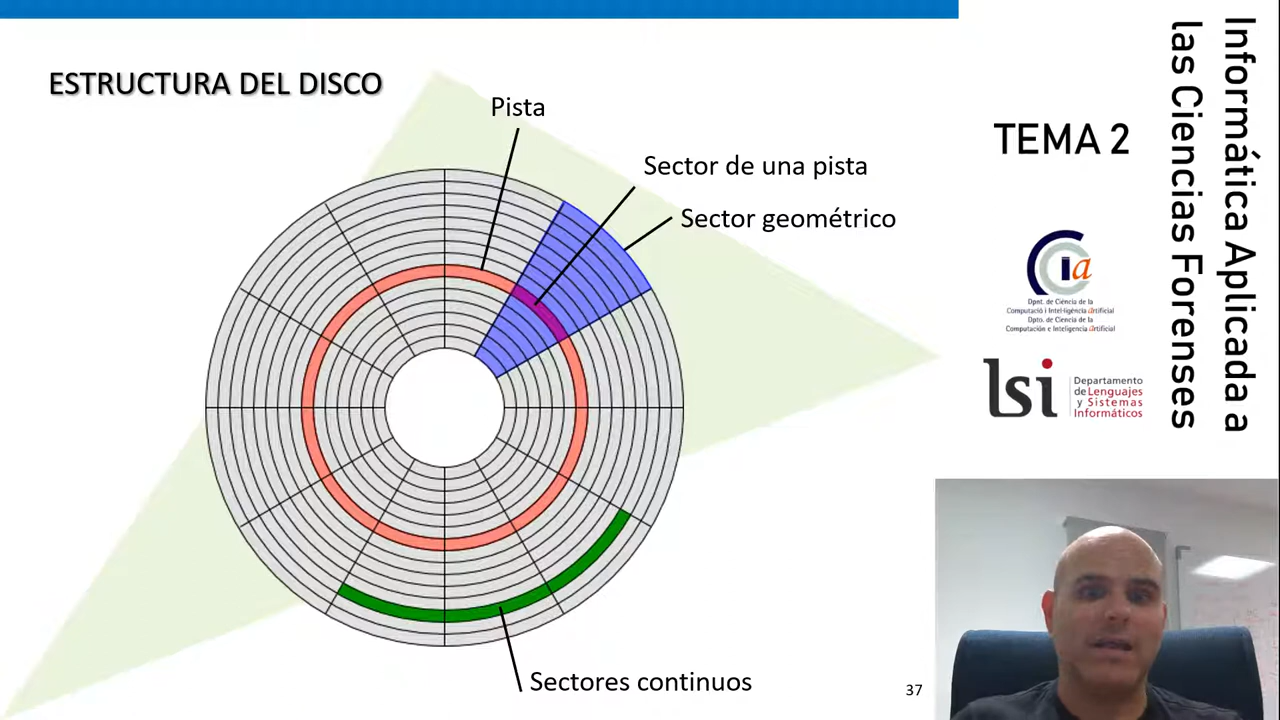 ESTRUCTURA DEL DISCO
Pista
Sector de una pista
Sector geométrico
Sectores continuos
37
TEMA 2
Informática Aplicada a
las Ciencias Forenses
ia
Dpnt. de Ciència de la
Computació i Intel·ligència artificial
Dpto. de Ciencia de la
Computación e Inteligencia artificial
lsi
Departamento
de Lenguajes
y Sistemas
Informáticos